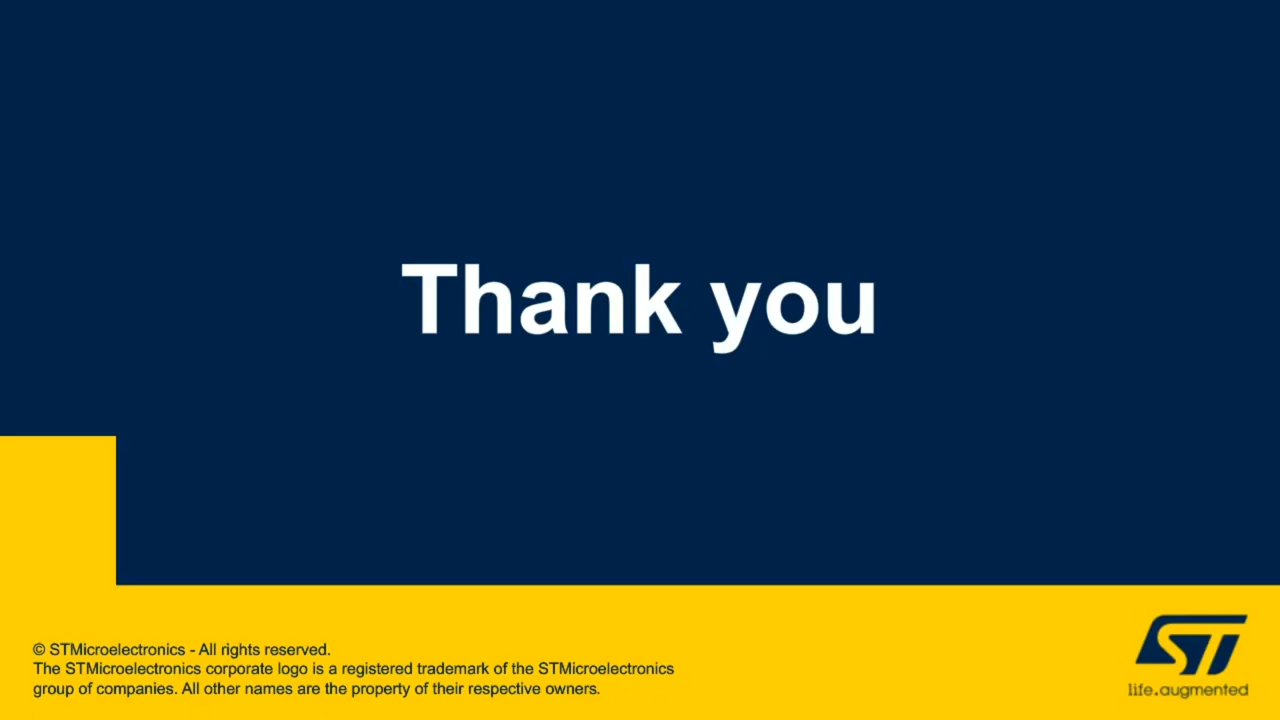 Thank you
© STMicroelectronics - All rights reserved.
The STMicroelectronics corporate logo is a registered trademark of the STMicroelectronics
group of companies. All other names are the property of their respective owners.
ST
life.augmented